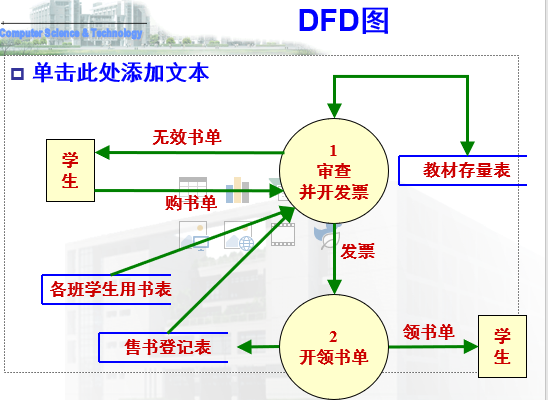 Computer Science & Technology
DFD图
单击此处添加文本
无效书单
学
生
1
审查
并开发票
教材存量表
购书单
发票
各班学生用书表
售书登记表
2
开领书单
领书单
学
生